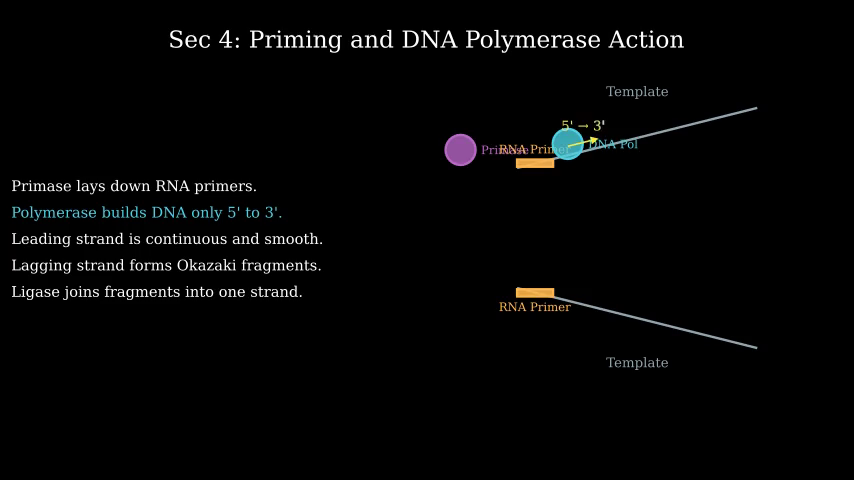 Sec 4: Priming and DNA Polymerase Action
Template
5' → 3'
Primase
RNA Primer
DNA Pol
Primase lays down RNA primers.
Polymerase builds DNA only 5' to 3'.
Leading strand is continuous and smooth.
Lagging strand forms Okazaki fragments.
Ligase joins fragments into one strand.
RNA Primer
Template